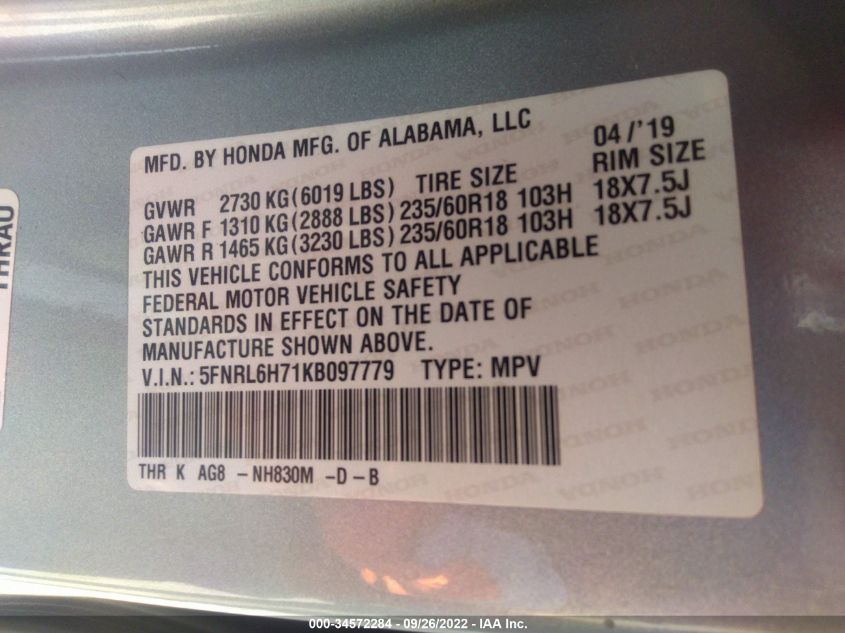 MFD. BY HONDA MFG. OF ALABAMA, LLC 04/'19
GVWR 2730 KG(6019 LBS) TIRE SIZE RIM SIZE
GAWR F 1310 KG(2888 LBS) 235/60R18 103H 18X7.5J
GAWR R 1465 KG(3230 LBS) 235/60R18 103H 18X7.5J
THIS VEHICLE CONFORMS TO ALL APPLICABLE
FEDERAL MOTOR VEHICLE SAFETY
STANDARDS IN EFFECT ON THE DATE OF
MANUFACTURE SHOWN ABOVE.
V.I.N.: 5FNRL6H71KB097779 TYPE: MPV
THR K AG8 -NH830M -D-B
THRAU
000-34572284 - 09/26/2022 - IAA Inc.